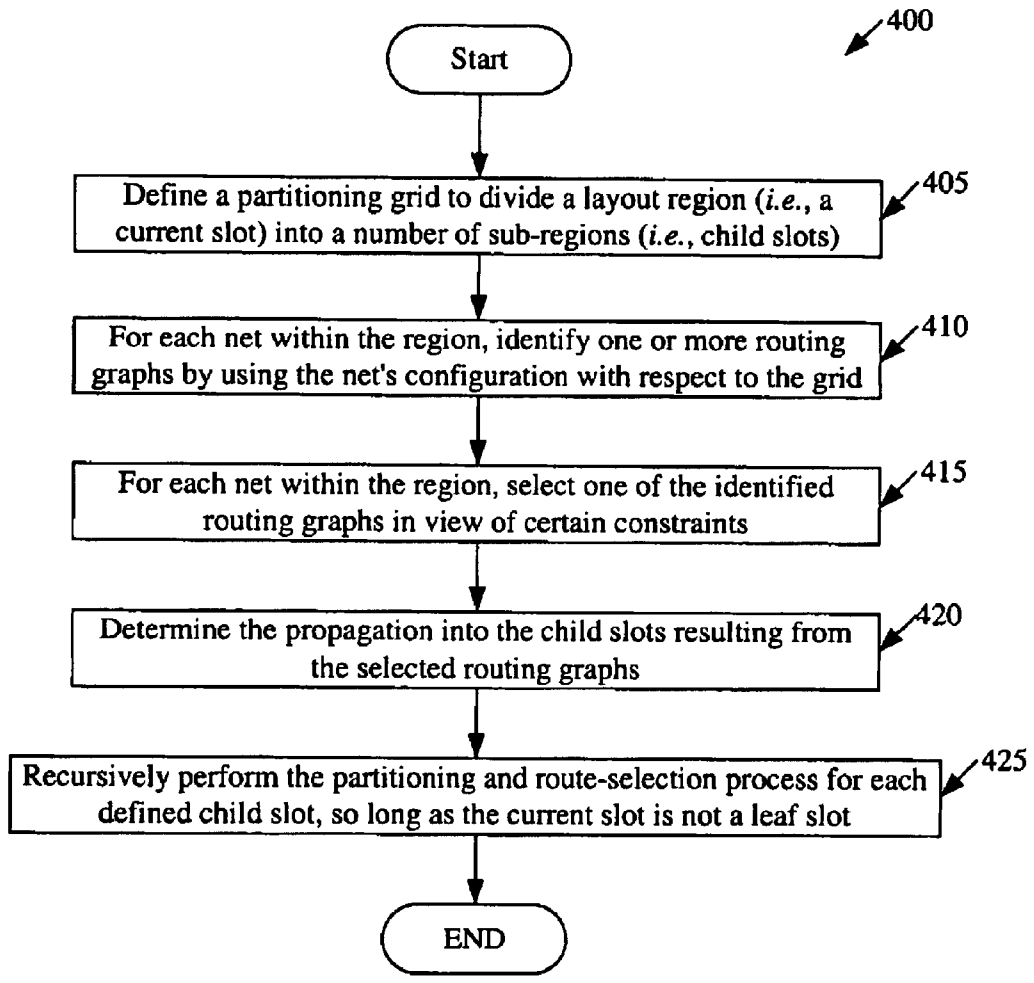 400
Start
Define a partitioning grid to divide a layout region (i.e., a
current slot) into a number of sub-regions (i.e., child slots)
405
For each net within the region, identify one or more routing
graphs by using the net's configuration with respect to the grid
410
For each net within the region, select one of the identified
routing graphs in view of certain constraints
415
Determine the propagation into the child slots resulting from
the selected routing graphs
420
Recursively perform the partitioning and route-selection process for each
defined child slot, so long as the current slot is not a leaf slot
425
END